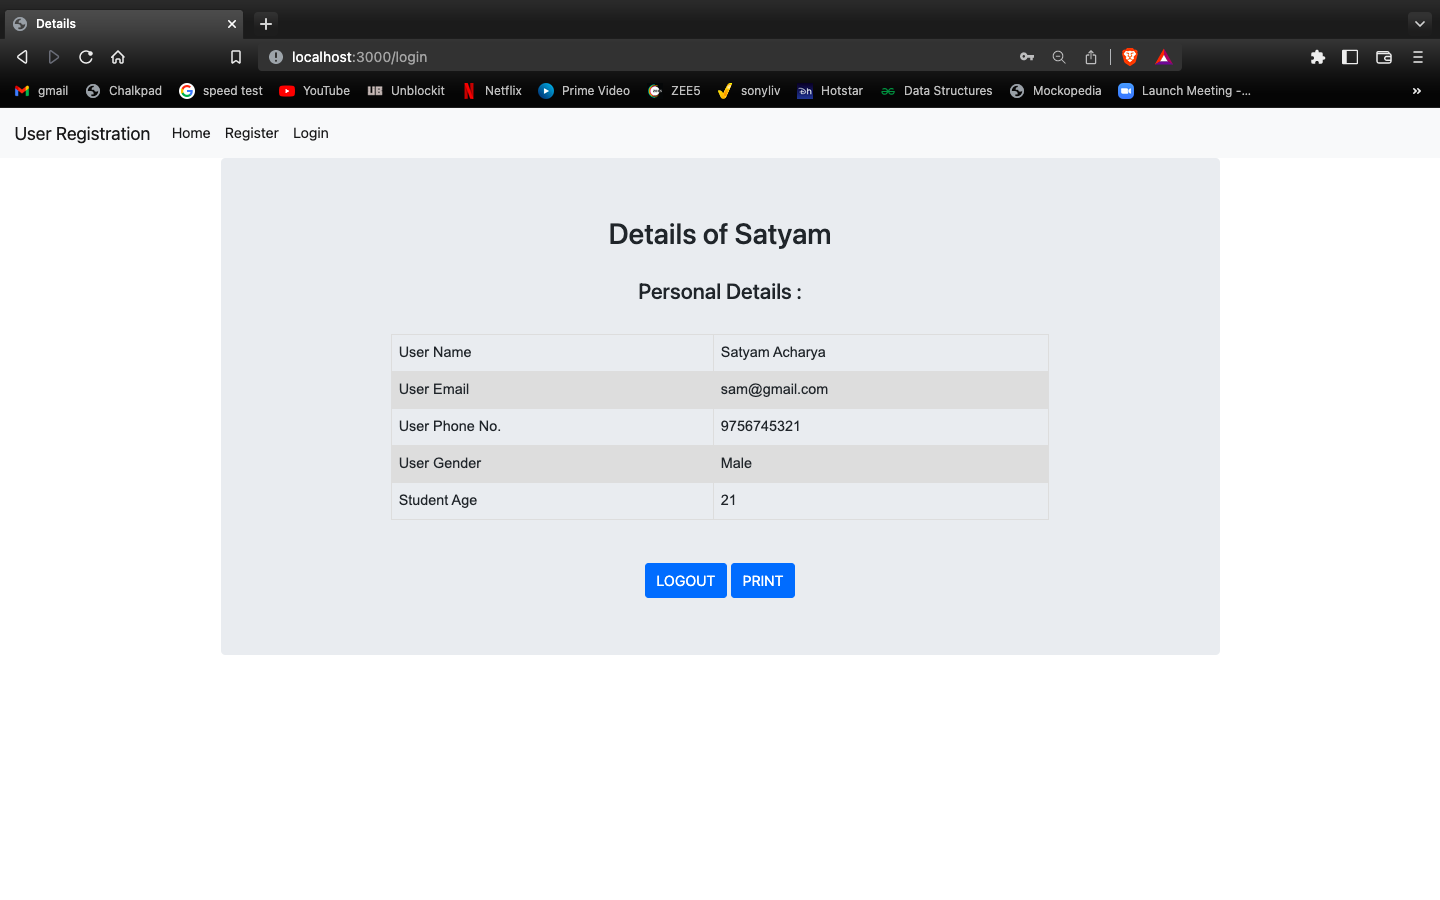 Details
localhost:3000/login
gmail Chalkpad speed test YouTube UB Unblockit Netflix Prime Video ZEE5 sonyliv Hotstar Data Structures Mockopedia Launch Meeting -...
User Registration Home Register Login
Details of Satyam
Personal Details :
User Name Satyam Acharya
User Email sam@gmail.com
User Phone No. 9756745321
User Gender Male
Student Age 21
LOGOUT PRINT